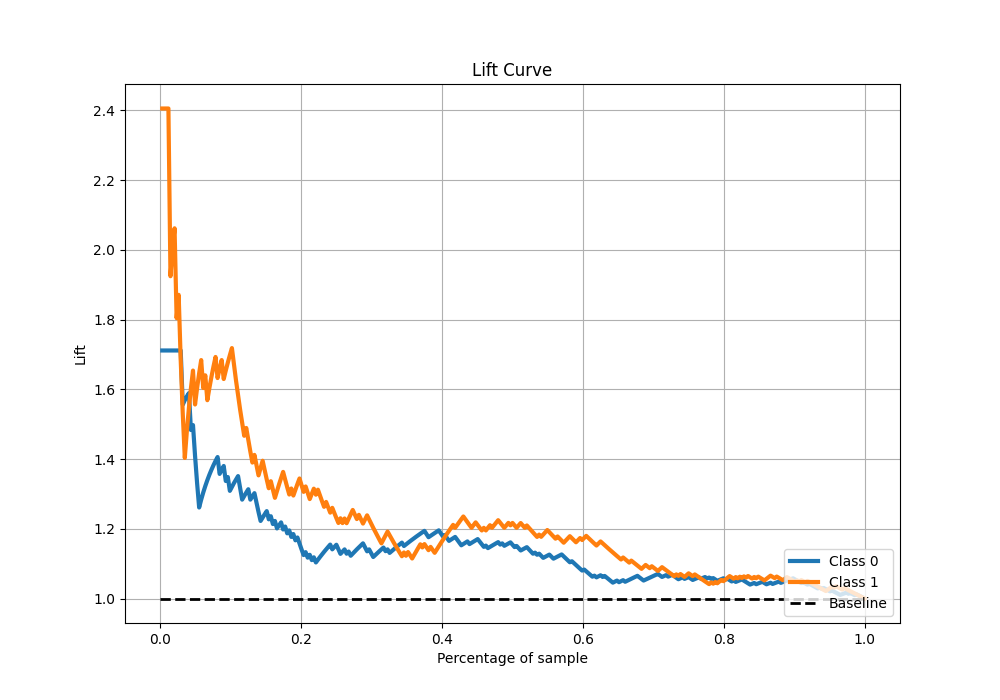 Lift Curve
Lift
2.4
2.2
2.0
1.8
1.6
1.4
1.2
1.0
0.0 0.2 0.4 0.6 0.8 1.0
Percentage of sample
Class 0
Class 1
Baseline